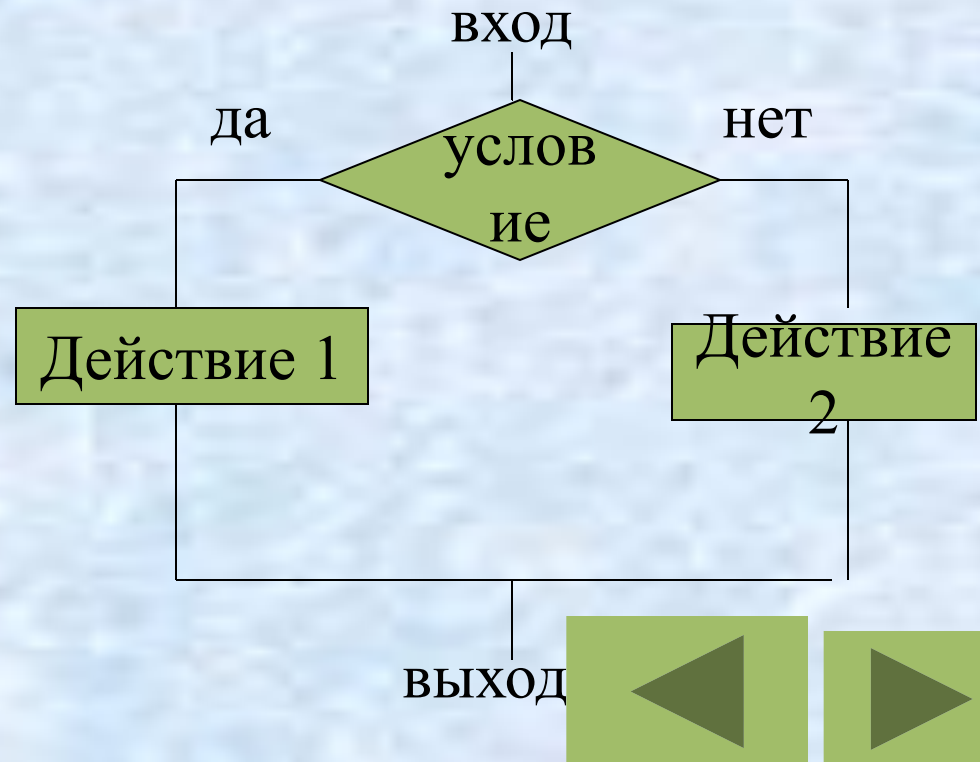 вход
да
нет
услов
ие
Действие 1
Действие
2
выход